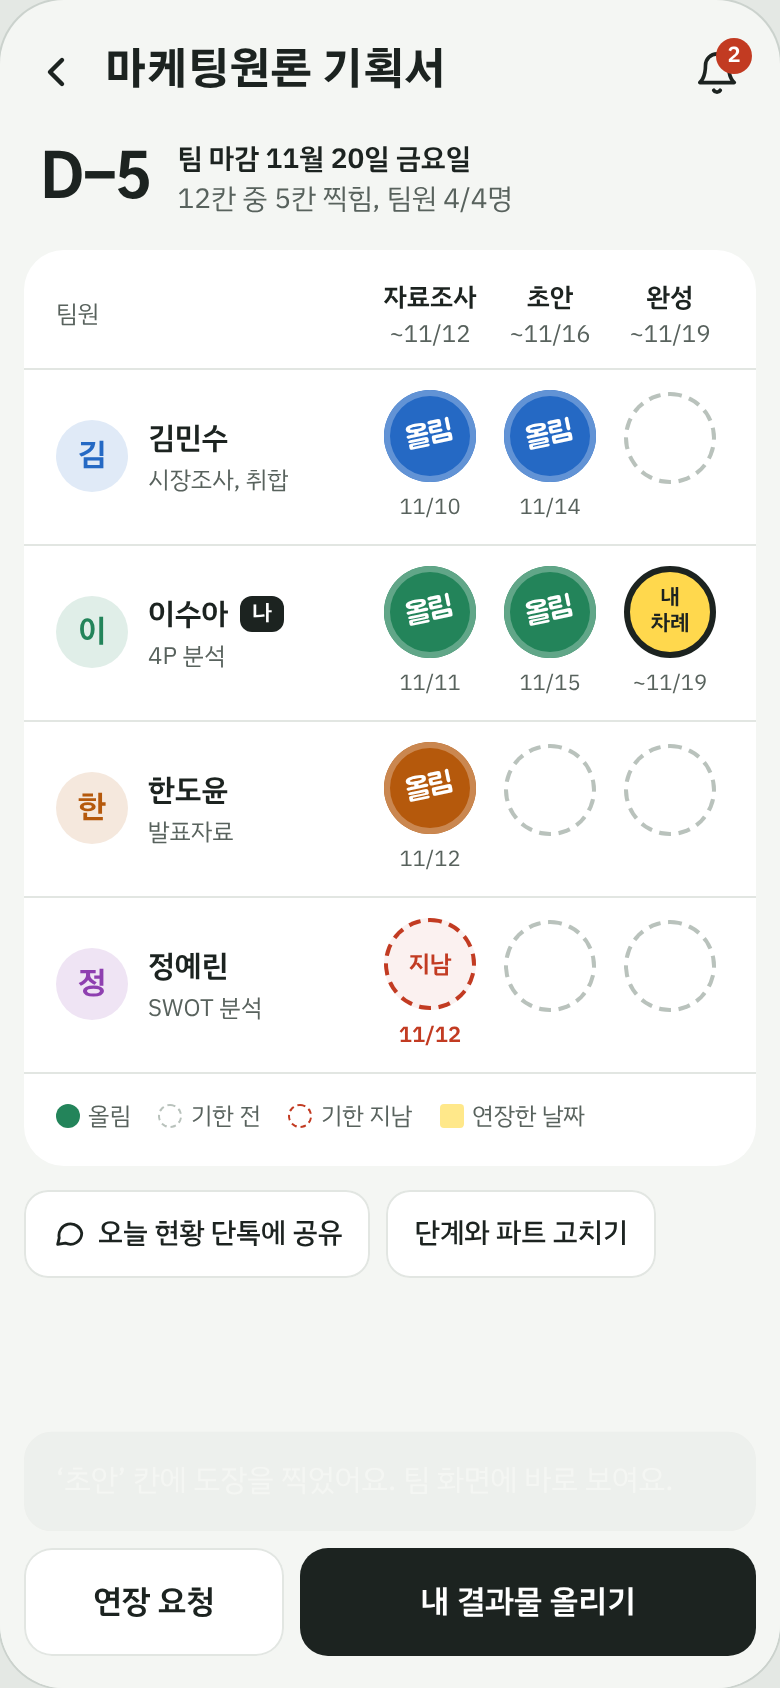 마케팅원론 기획서
2
D–5
팀 마감 11월 20일 금요일
12칸 중 5칸 찍힘, 팀원 4/4명
팀원
자료조사 초안 완성
~11/12 ~11/16 ~11/19
김
김민수
시장조사, 취합
올림 올림
11/10 11/14
이
이수아 나
4P 분석
올림 올림 내 차례
11/11 11/15 ~11/19
한
한도윤
발표자료
올림
11/12
정
정예린
SWOT 분석
지남
11/12
올림 기한 전 기한 지남 연장한 날짜
오늘 현황 단톡에 공유 단계와 파트 고치기
'초안' 칸에 도장을 찍었어요. 팀 화면에 바로 보여요.
연장 요청 내 결과물 올리기